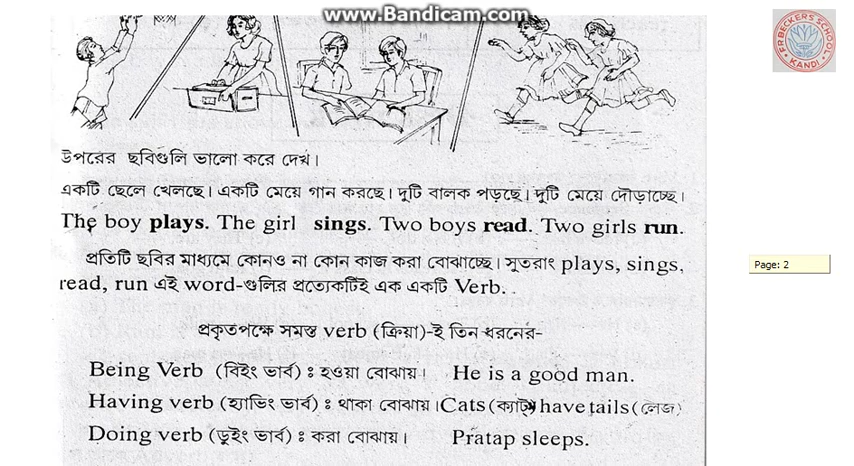 www.Bandicam.com
ERBECKERS SCHOOL
KANDI
উপরের ছবিগুলি ভালো করে দেখ।
একটি ছেলে খেলছে। একটি মেয়ে গান করছে। দুটি বালক পড়ছে। দুটি মেয়ে দৌড়াচ্ছে।
The boy plays. The girl sings. Two boys read. Two girls run.
প্রতিটি ছবির মাধ্যমে কোনও না কোন কাজ করা বোঝাচ্ছে। সুতরাং plays, sings,
read, run এই word-গুলির প্রত্যেকটিই এক একটি Verb.
Page: 2
প্রকৃতপক্ষে সমস্ত verb (ক্রিয়া)-ই তিন ধরনের-
Being Verb (বিইং ভার্ব) ঃ হওয়া বোঝায়। He is a good man.
Having verb (হ্যাভিং ভার্ব) ঃ থাকা বোঝায়। Cats (ক্যাট্স) have tails (লেজ)
Doing verb (ডুইং ভার্ব) ঃ করা বোঝায়। Pratap sleeps.